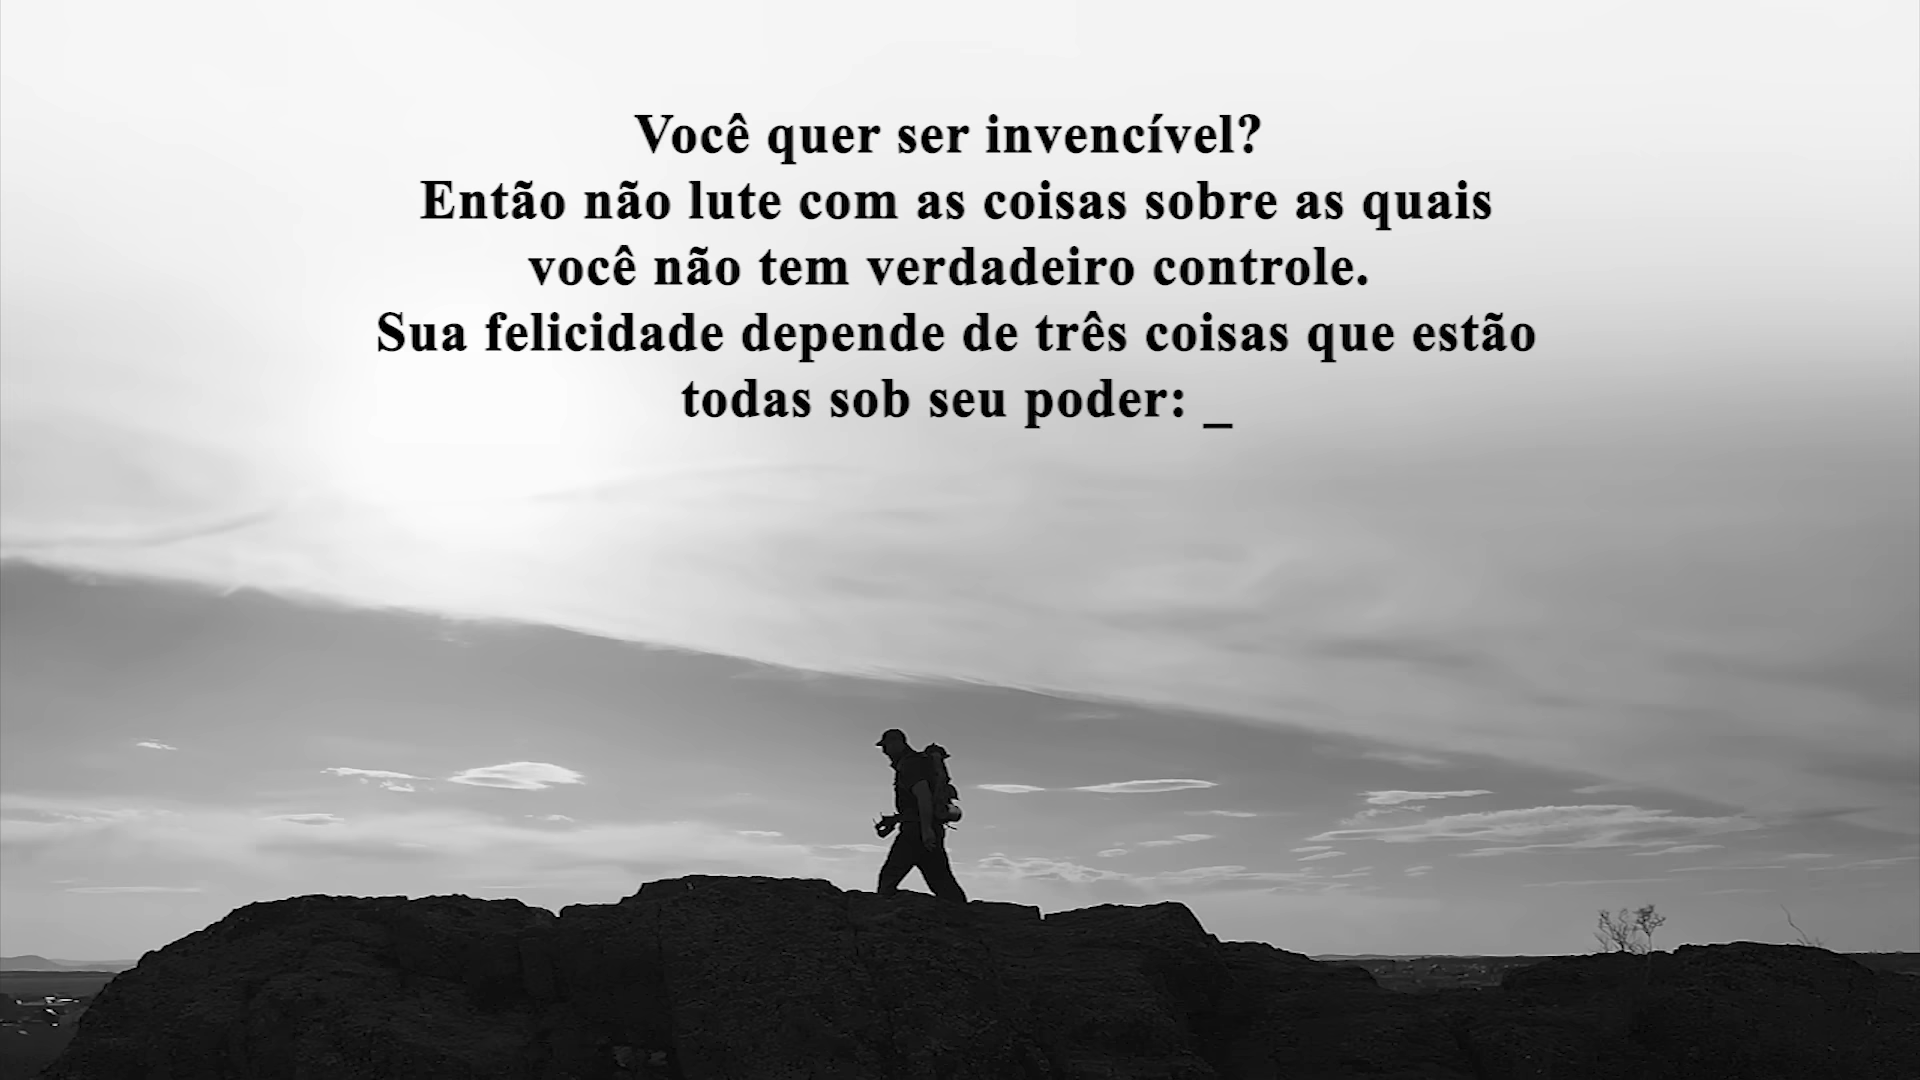 Você quer ser invencível?
Então não lute com as coisas sobre as quais
você não tem verdadeiro controle.
Sua felicidade depende de três coisas que estão
todas sob seu poder: _